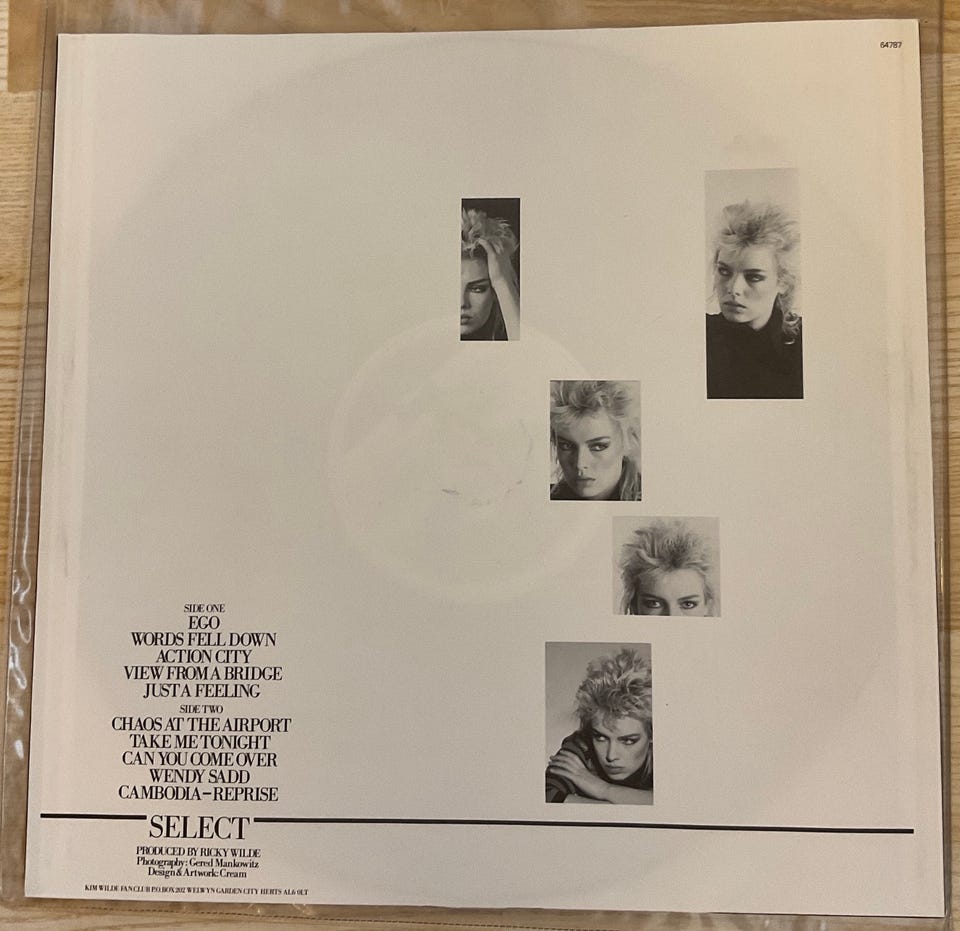 64787
SIDE ONE
EGO
WORDS FELL DOWN
ACTION CITY
VIEW FROM A BRIDGE
JUST A FEELING
SIDE TWO
CHAOS AT THE AIRPORT
TAKE ME TONIGHT
CAN YOU COME OVER
WENDY SADD
CAMBODIA–REPRISE
SELECT
PRODUCED BY RICKY WILDE
Photography: Gered Mankowitz
Design & Artwork: Cream
KIM WILDE FAN CLUB P.O. BOX 202 WELWYN GARDEN CITY HERTS AL6 0LT